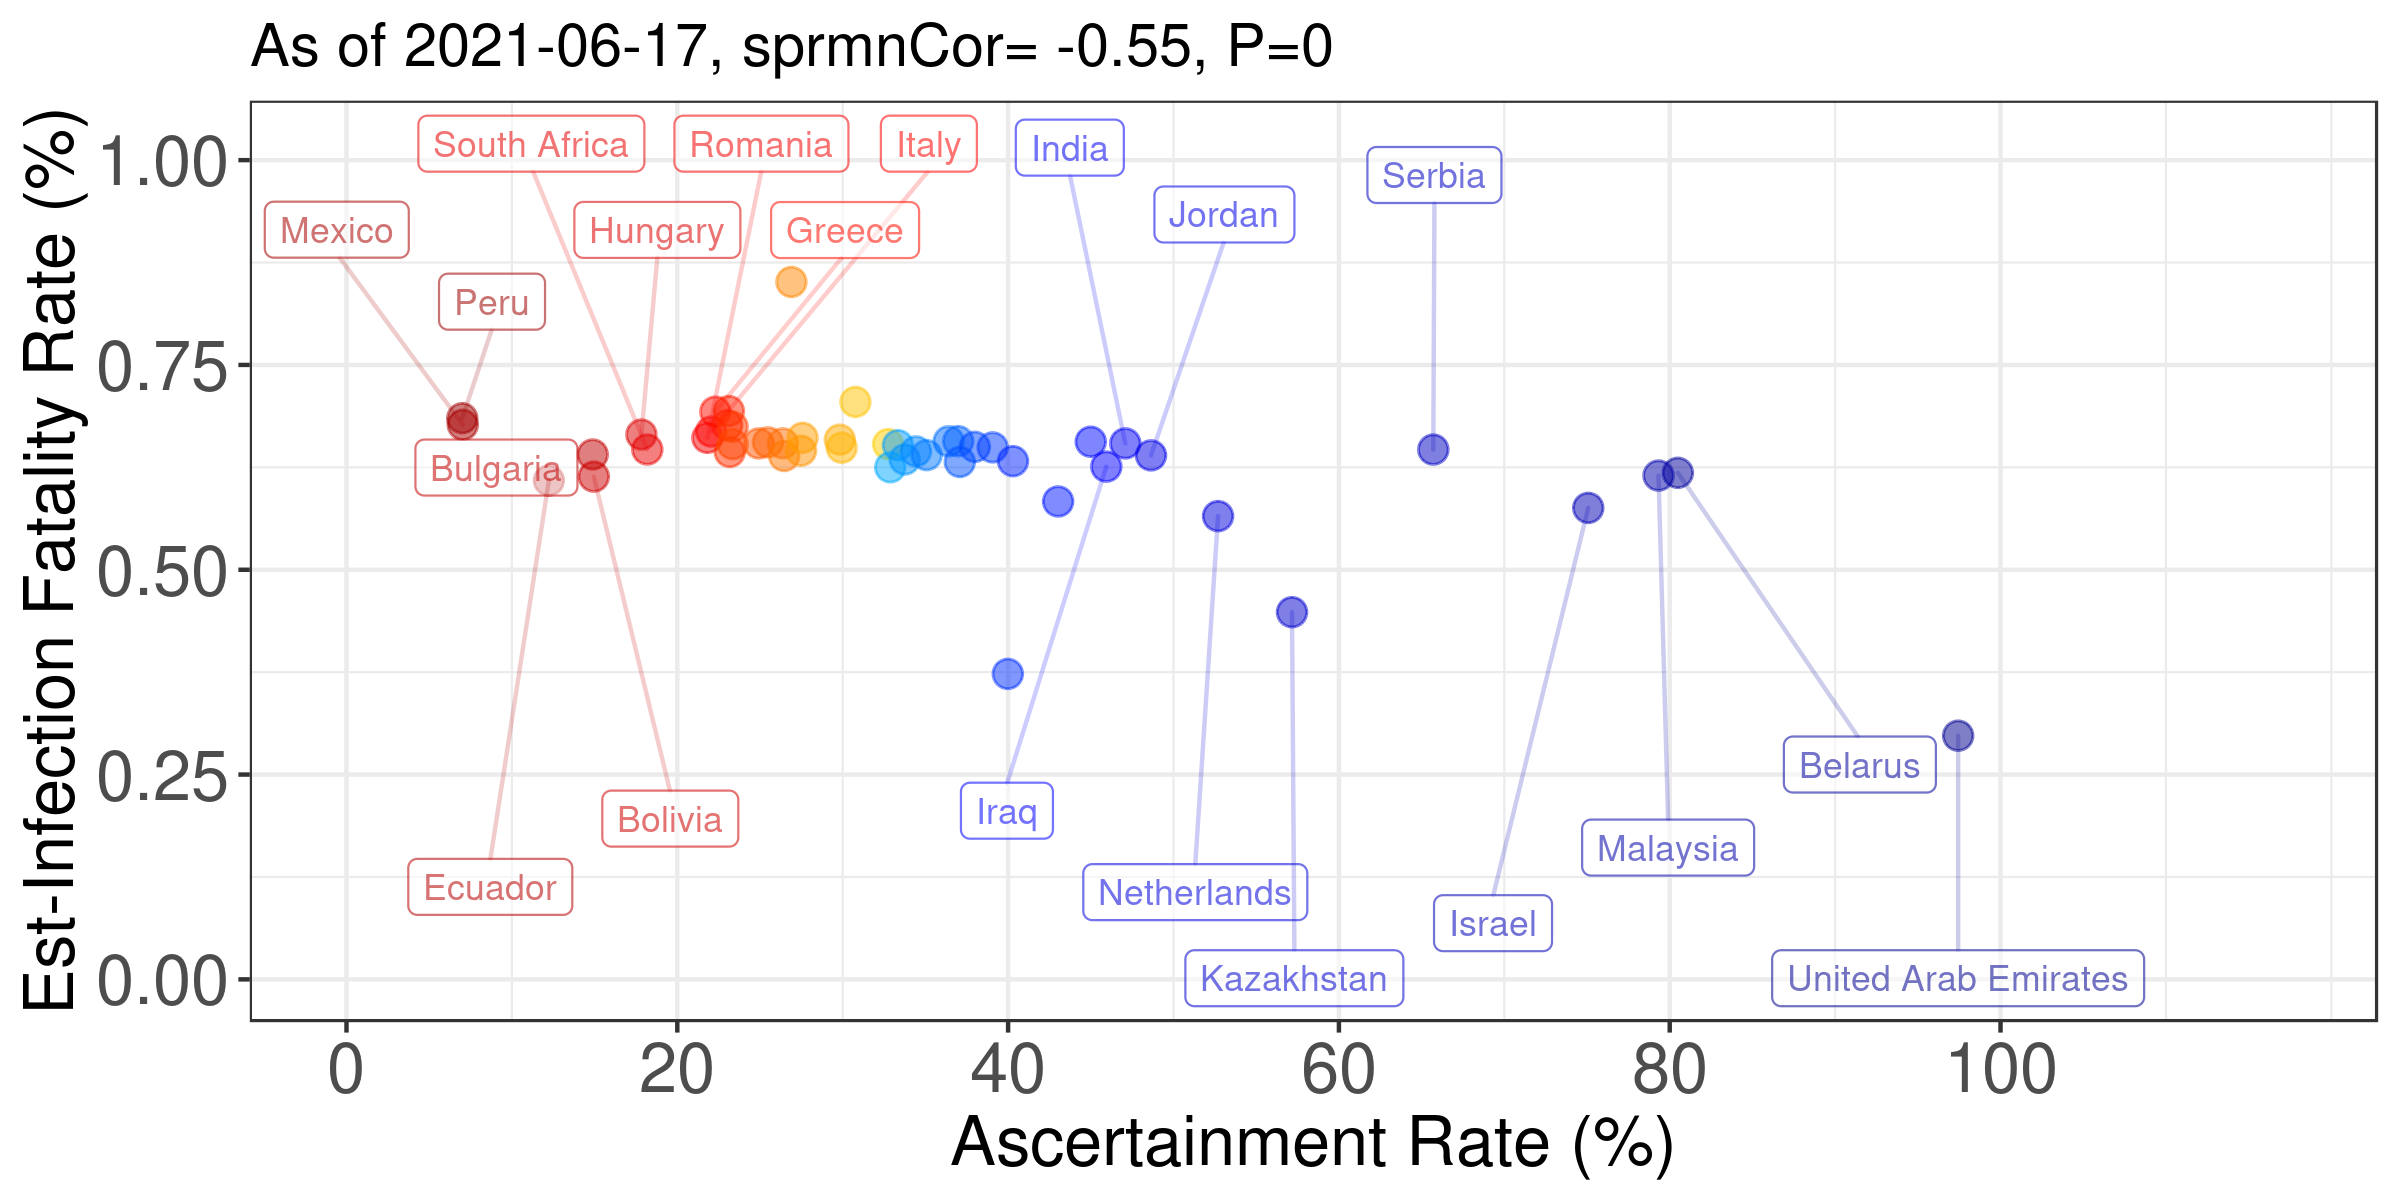 As of 2021-06-17, sprmnCor= -0.55, P=0
Est-Infection Fatality Rate (%)
1.00
0.75
0.50
0.25
0.00
South Africa
Romania
Italy
India
Serbia
Jordan
Mexico
Hungary
Greece
Peru
Bulgaria
Belarus
Iraq
Bolivia
Malaysia
Ecuador
Netherlands
Israel
Kazakhstan
United Arab Emirates
0
20
40
60
80
100
Ascertainment Rate (%)